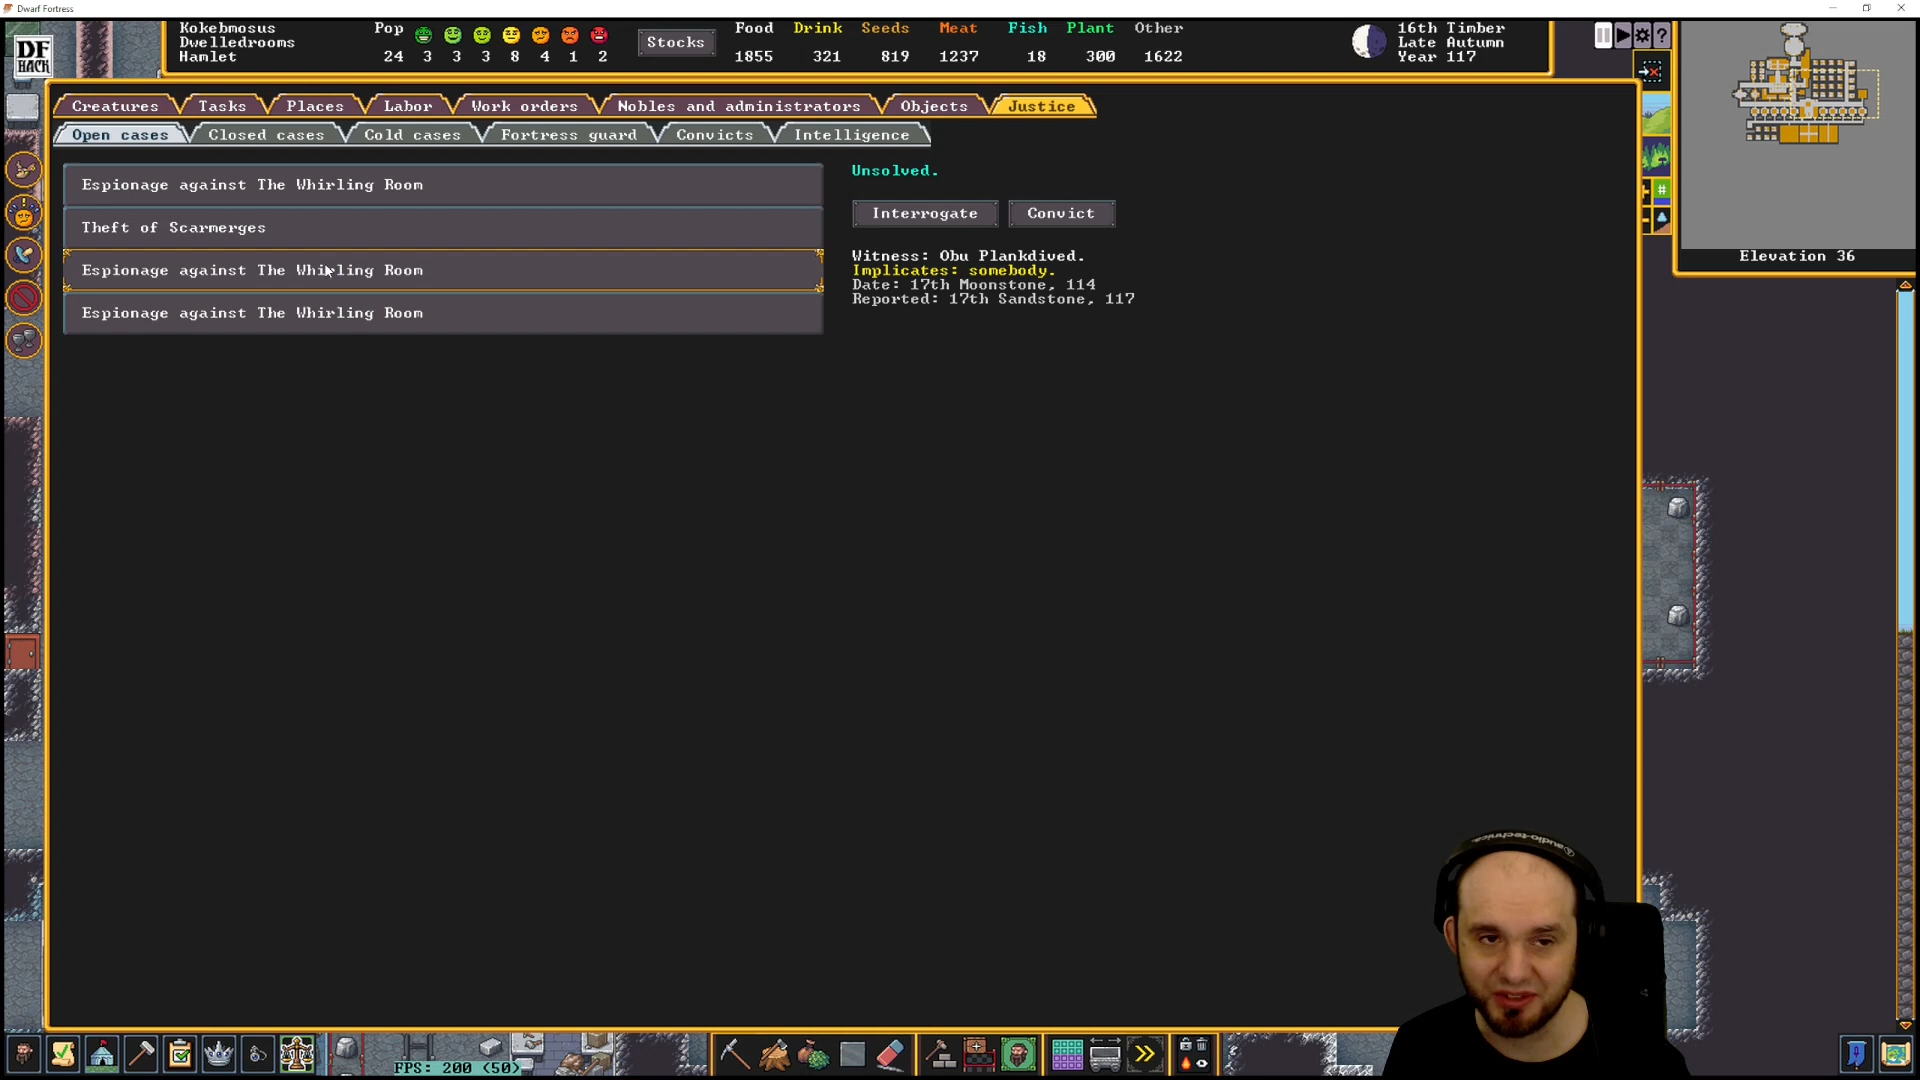 Dwarf Fortress
DF
HACK
Kokebmosus
Dwelledrooms
Hamlet
Pop
24 3 3 3 8 4 1 2
Stocks
Food Drink Seeds Meat Fish Plant Other
1855 321 819 1237 18 300 1622
16th Timber
Late Autumn
Year 117
Elevation 36
Creatures Tasks Places Labor Work orders Nobles and administrators Objects Justice
Open cases Closed cases Cold cases Fortress guard Convicts Intelligence
Espionage against The Whirling Room
Theft of Scarmerges
Espionage against The Whirling Room
Espionage against The Whirling Room
Unsolved.
Interrogate Convict
Witness: Obu Plankdived.
Implicates: somebody.
Date: 17th Moonstone, 114
Reported: 17th Sandstone, 117
FPS: 200 (50)